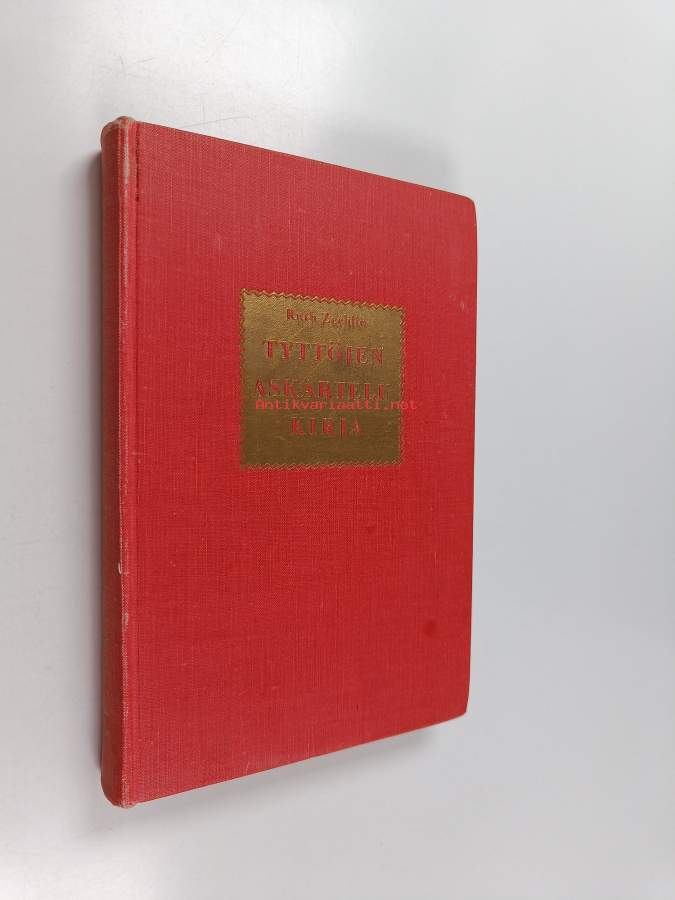 Ruth Zechlin
TYTTÖJEN
ASKARTELU
Antikvariaatti.net
KIRJA